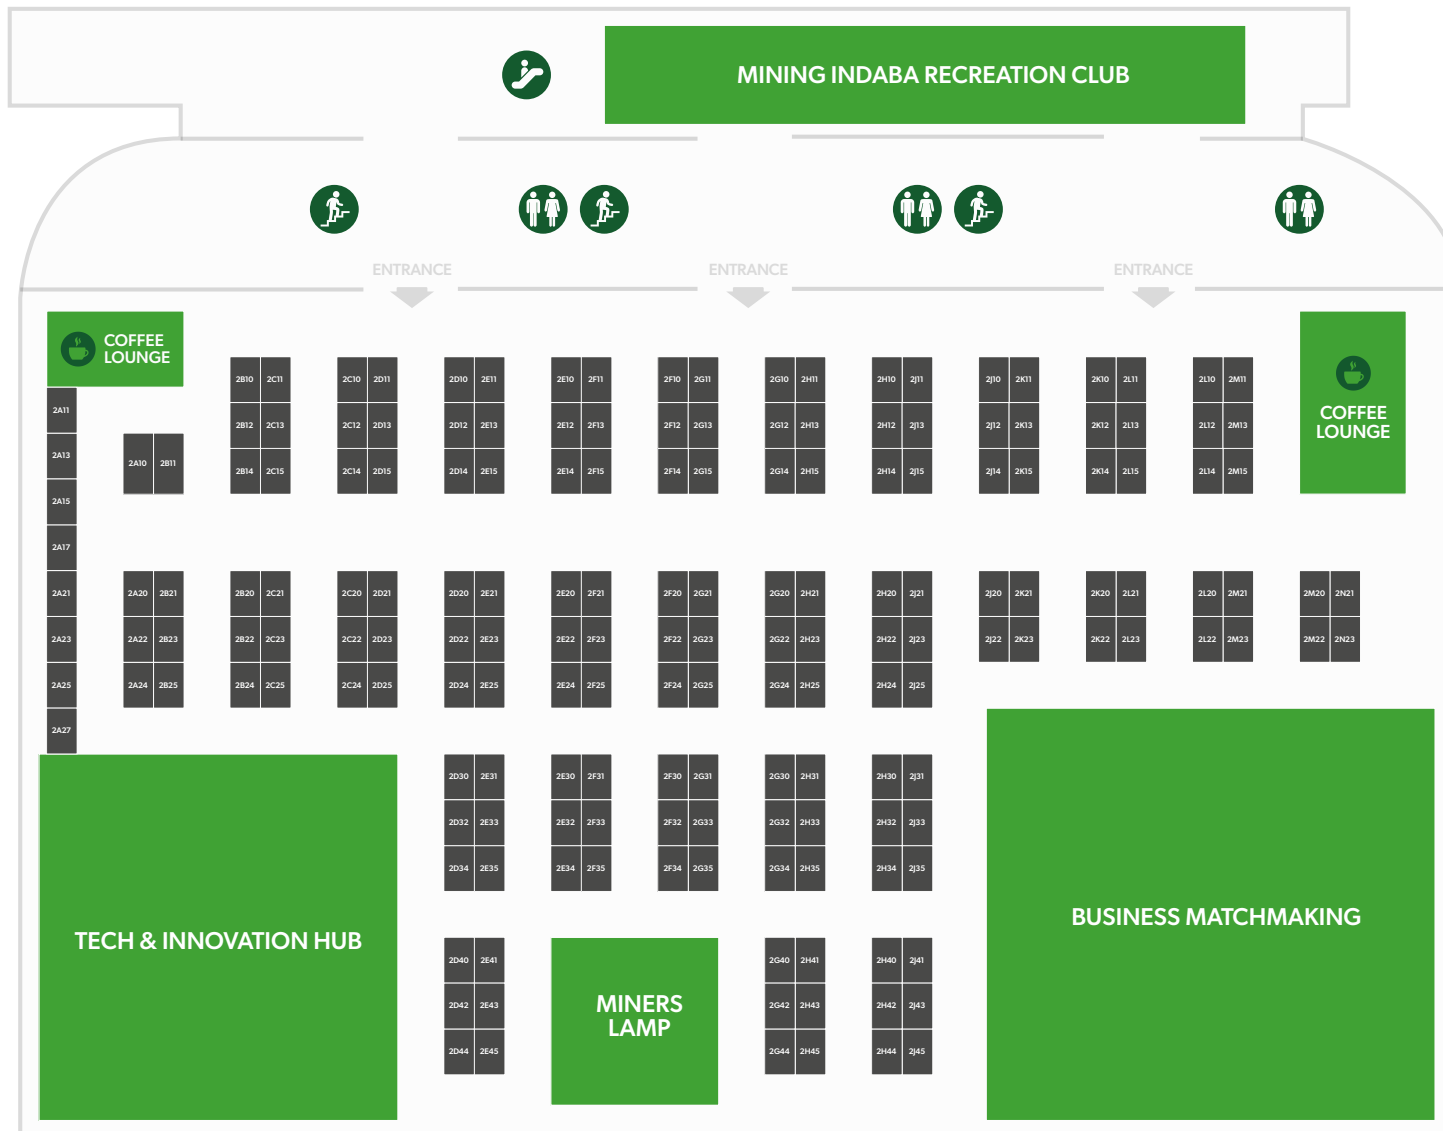 MINING INDABA RECREATION CLUB
ENTRANCE ENTRANCE ENTRANCE
COFFEE
LOUNGE
COFFEE
LOUNGE
2A11
2A13
2A15
2A17
2A21
2A23
2A25
2A27
2A10 2B11
2B10 2C11
2B12 2C13
2B14 2C15
2C10 2D11
2C12 2D13
2C14 2D15
2D10 2E11
2D12 2E13
2D14 2E15
2E10 2F11
2E12 2F13
2E14 2F15
2F10 2G11
2F12 2G13
2F14 2G15
2G10 2H11
2G12 2H13
2G14 2H15
2H10 2J11
2H12 2J13
2H14 2J15
2J10 2K11
2J12 2K13
2J14 2K15
2K10 2L11
2K12 2L13
2K14 2L15
2L10 2M11
2L12 2M13
2L14 2M15
2A20 2B21
2A22 2B23
2A24 2B25
2B20 2C21
2B22 2C23
2B24 2C25
2C20 2D21
2C22 2D23
2C24 2D25
2D20 2E21
2D22 2E23
2D24 2E25
2E20 2F21
2E22 2F23
2E24 2F25
2F20 2G21
2F22 2G23
2F24 2G25
2G20 2H21
2G22 2H23
2G24 2H25
2H20 2J21
2H22 2J23
2H24 2J25
2J20 2K21
2J22 2K23
2K20 2L21
2K22 2L23
2L20 2M21
2L22 2M23
2M20 2N21
2M22 2N23
2D30 2E31
2D32 2E33
2D34 2E35
2E30 2F31
2E32 2F33
2E34 2F35
2F30 2G31
2F32 2G33
2F34 2G35
2G30 2H31
2G32 2H33
2G34 2H35
2H30 2J31
2H32 2J33
2H34 2J35
TECH & INNOVATION HUB
2D40 2E41
2D42 2E43
2D44 2E45
MINERS
LAMP
2G40 2H41
2G42 2H43
2G44 2H45
2H40 2J41
2H42 2J43
2H44 2J45
BUSINESS MATCHMAKING